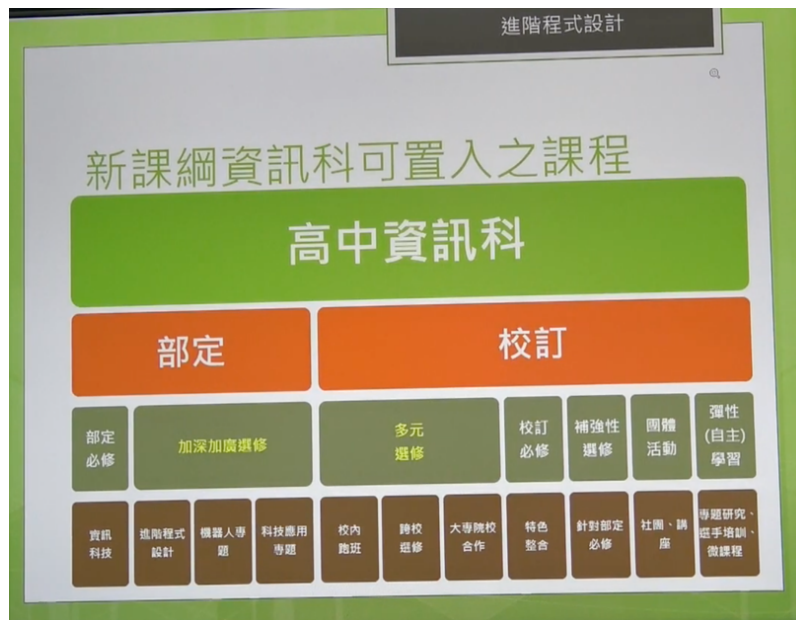 進階程式設計
新課綱資訊科可置入之課程
高中資訊科
部定
校訂
部定
必修
加深加廣選修
多元
選修
校訂
必修
補強性
選修
團體
活動
彈性
(自主)
學習
資訊
科技
進階程式
設計
機器人專
題
科技應用
專題
校內
跑班
跨校
選修
大專院校
合作
特色
整合
針對部定
必修
社團、講
座
專題研究、
選手培訓、
微課程